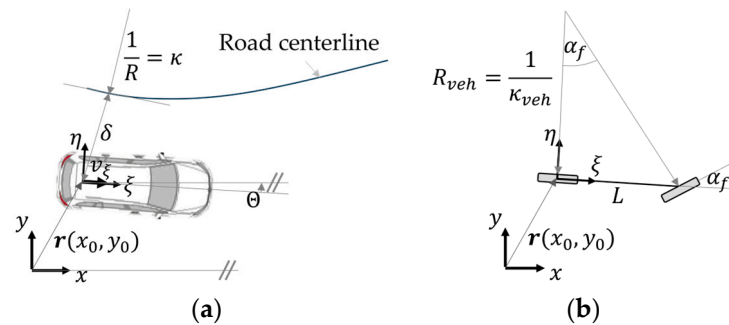 1/R = κ
Road centerline
δ
η
v_ξ
ξ
Θ
y
r(x₀, y₀)
x
(a)
α_f
R_veh = 1/κ_veh
η
ξ
L
α_f
y
r(x₀, y₀)
x
(b)